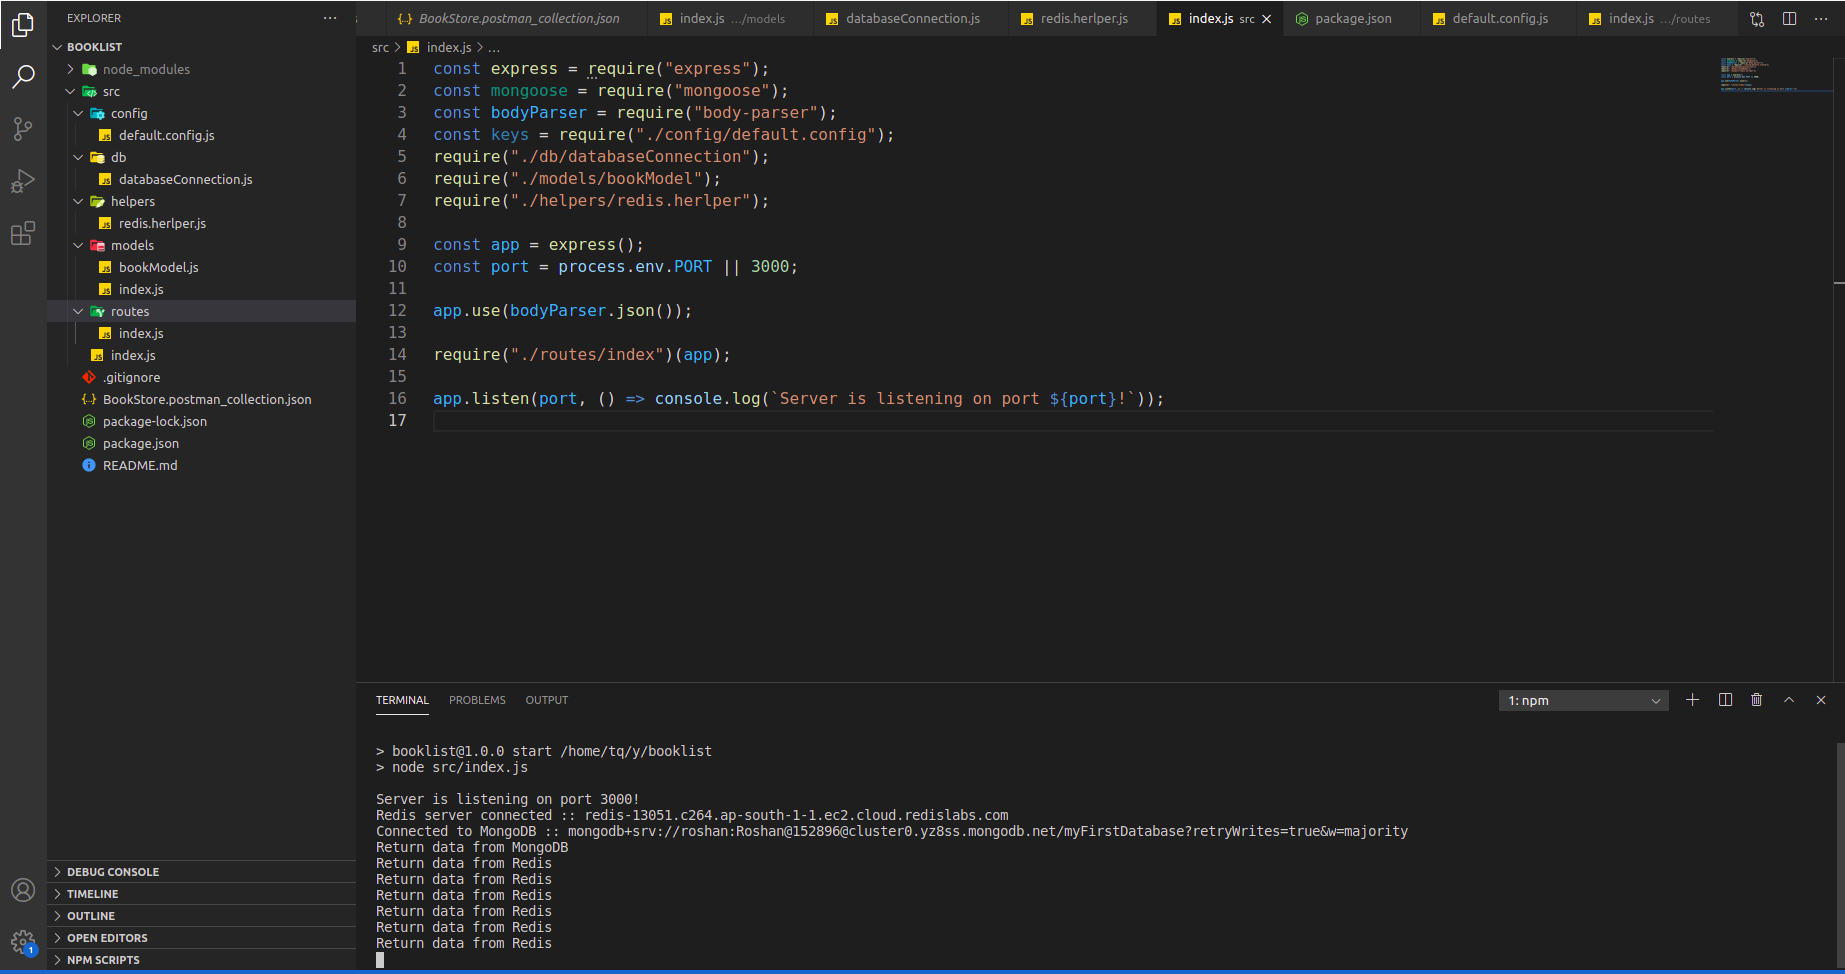 EXPLORER
BOOKLIST
node_modules
src
config
default.config.js
db
databaseConnection.js
helpers
redis.herlper.js
models
bookModel.js
index.js
routes
index.js
index.js
.gitignore
BookStore.postman_collection.json
package-lock.json
package.json
README.md
DEBUG CONSOLE
TIMELINE
OUTLINE
OPEN EDITORS
NPM SCRIPTS
1
BookStore.postman_collection.json index.js .../models databaseConnection.js redis.herlper.js index.js src package.json default.config.js index.js .../routes
src > index.js > ...
1 const express = require("express");
2 const mongoose = require("mongoose");
3 const bodyParser = require("body-parser");
4 const keys = require("./config/default.config");
5 require("./db/databaseConnection");
6 require("./models/bookModel");
7 require("./helpers/redis.herlper");
8
9 const app = express();
10 const port = process.env.PORT || 3000;
11
12 app.use(bodyParser.json());
13
14 require("./routes/index")(app);
15
16 app.listen(port, () => console.log(`Server is listening on port ${port}!`));
17
TERMINAL PROBLEMS OUTPUT 1: npm
> booklist@1.0.0 start /home/tq/y/booklist
> node src/index.js
Server is listening on port 3000!
Redis server connected :: redis-13051.c264.ap-south-1-1.ec2.cloud.redislabs.com
Connected to MongoDB :: mongodb+srv://roshan:Roshan@152896@cluster0.yz8ss.mongodb.net/myFirstDatabase?retryWrites=true&w=majority
Return data from MongoDB
Return data from Redis
Return data from Redis
Return data from Redis
Return data from Redis
Return data from Redis
Return data from Redis